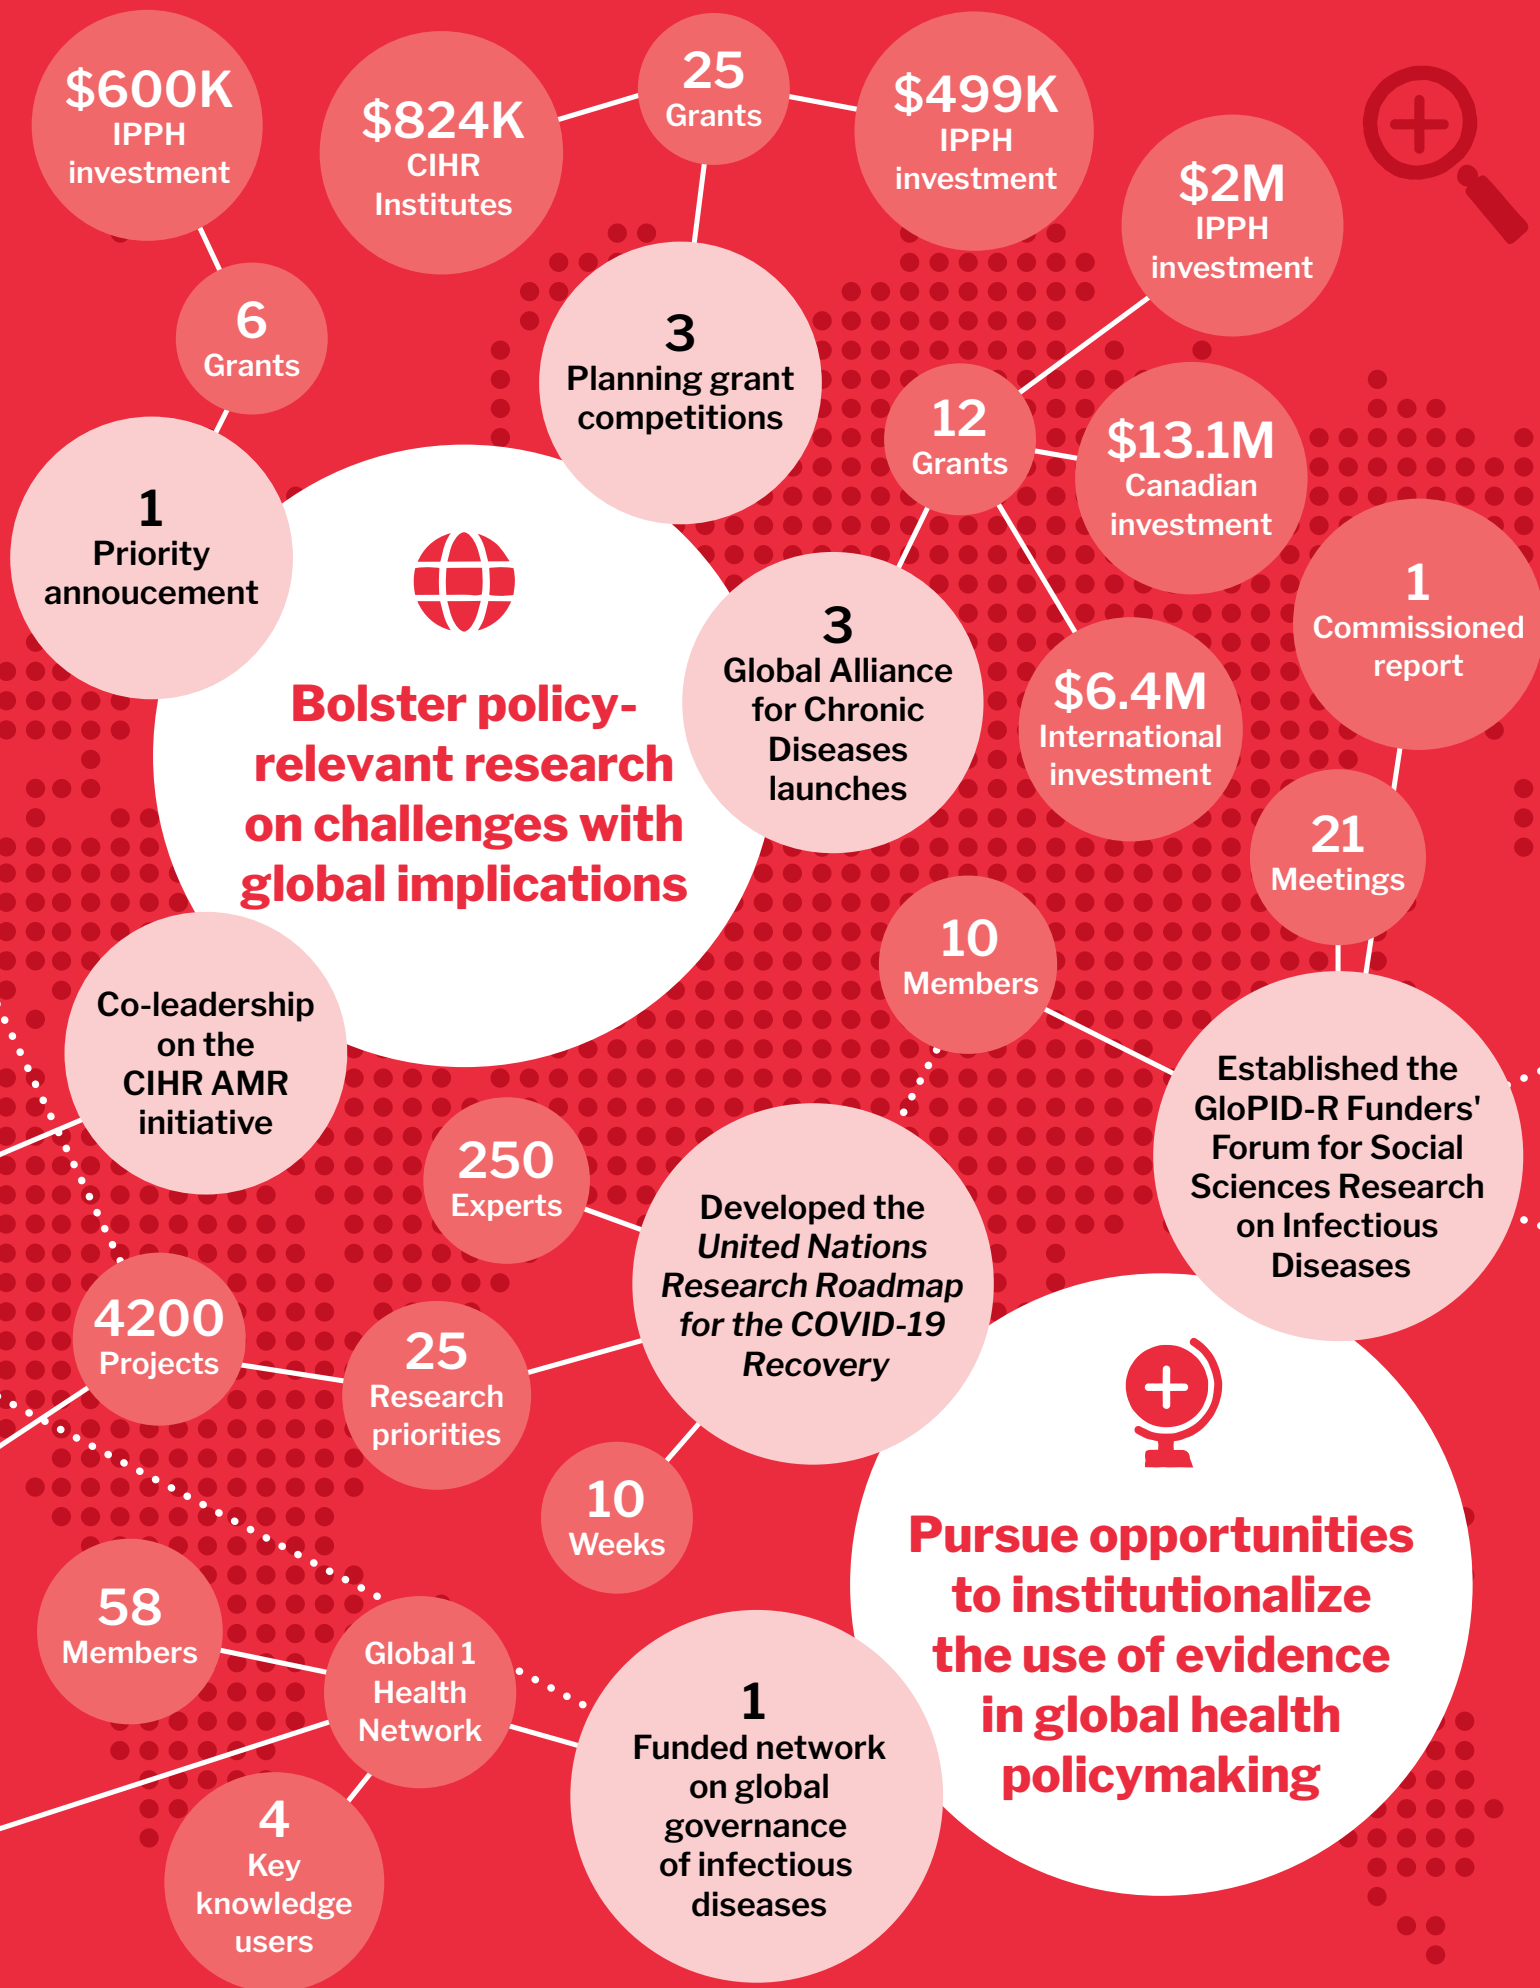 $600K
IPPH
investment
$824K
CIHR
Institutes
25
Grants
$499K
IPPH
investment
$2M
IPPH
investment
6
Grants
3
Planning grant
competitions
12
Grants
$13.1M
Canadian
investment
1
Priority
annoucement
1
Commissioned
report
3
Global Alliance
for Chronic
Diseases
launches
$6.4M
International
investment
Bolster policy-
relevant research
on challenges with
global implications
21
Meetings
10
Members
Co-leadership
on the
CIHR AMR
initiative
Established the
GloPID-R Funders'
Forum for Social
Sciences Research
on Infectious
Diseases
250
Experts
Developed the
United Nations
Research Roadmap
for the COVID-19
Recovery
4200
Projects
25
Research
priorities
10
Weeks
Pursue opportunities
to institutionalize
the use of evidence
in global health
policymaking
58
Members
Global 1
Health
Network
1
Funded network
on global
governance
of infectious
diseases
4
Key
knowledge
users